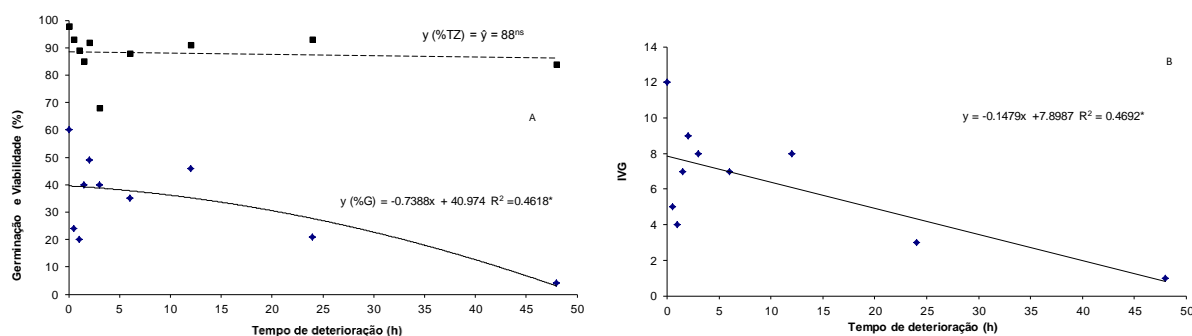 100
90
80
70
60
50
40
30
20
10
0
Germinação e Viabilidade (%)
y (%TZ) = ŷ = 88ns
A
y (%G) = -0.7388x + 40.974 R2 =0.4618*
0 5 10 15 20 25 30 35 40 45 50
Tempo de deterioração (h)
14
12
10
8
6
4
2
0
IVG
B
y = -0.1479x +7.8987 R2 = 0.4692*
0 5 10 15 20 25 30 35 40 45 50
Tempo de deterioração (h)